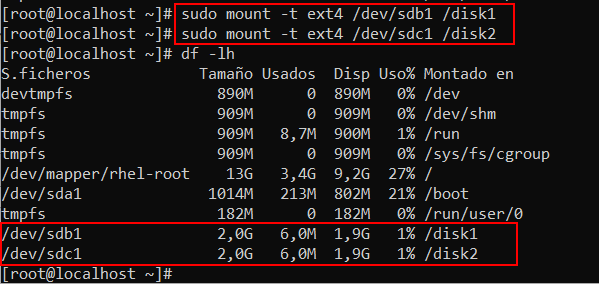 [root@localhost ~]# sudo mount -t ext4 /dev/sdb1 /disk1
[root@localhost ~]# sudo mount -t ext4 /dev/sdc1 /disk2
[root@localhost ~]# df -lh
S.ficheros Tamaño Usados Disp Uso% Montado en
devtmpfs 890M 0 890M 0% /dev
tmpfs 909M 0 909M 0% /dev/shm
tmpfs 909M 8,7M 900M 1% /run
tmpfs 909M 0 909M 0% /sys/fs/cgroup
/dev/mapper/rhel-root 13G 3,4G 9,2G 27% /
/dev/sda1 1014M 213M 802M 21% /boot
tmpfs 182M 0 182M 0% /run/user/0
/dev/sdb1 2,0G 6,0M 1,9G 1% /disk1
/dev/sdc1 2,0G 6,0M 1,9G 1% /disk2
[root@localhost ~]#